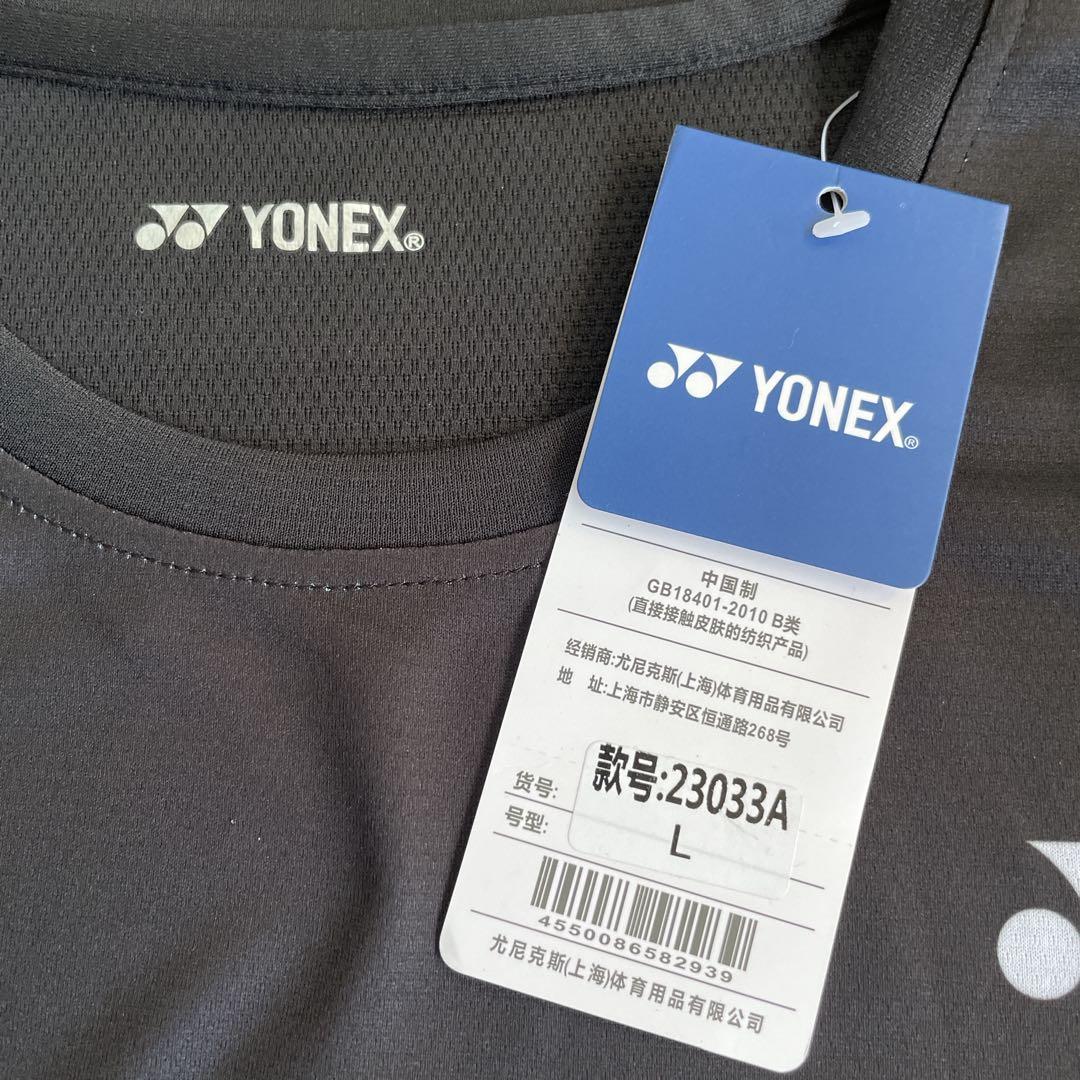 YONEX®
YONEX®
中国制
GB18401-2010 B类
(直接接触皮肤的纺织产品)
经销商:尤尼克斯(上海)体育用品有限公司
地 址:上海市静安区恒通路268号
货号:
款号:23033A
号型:
L
4550086582939
尤尼克斯(上海)体育用品有限公司